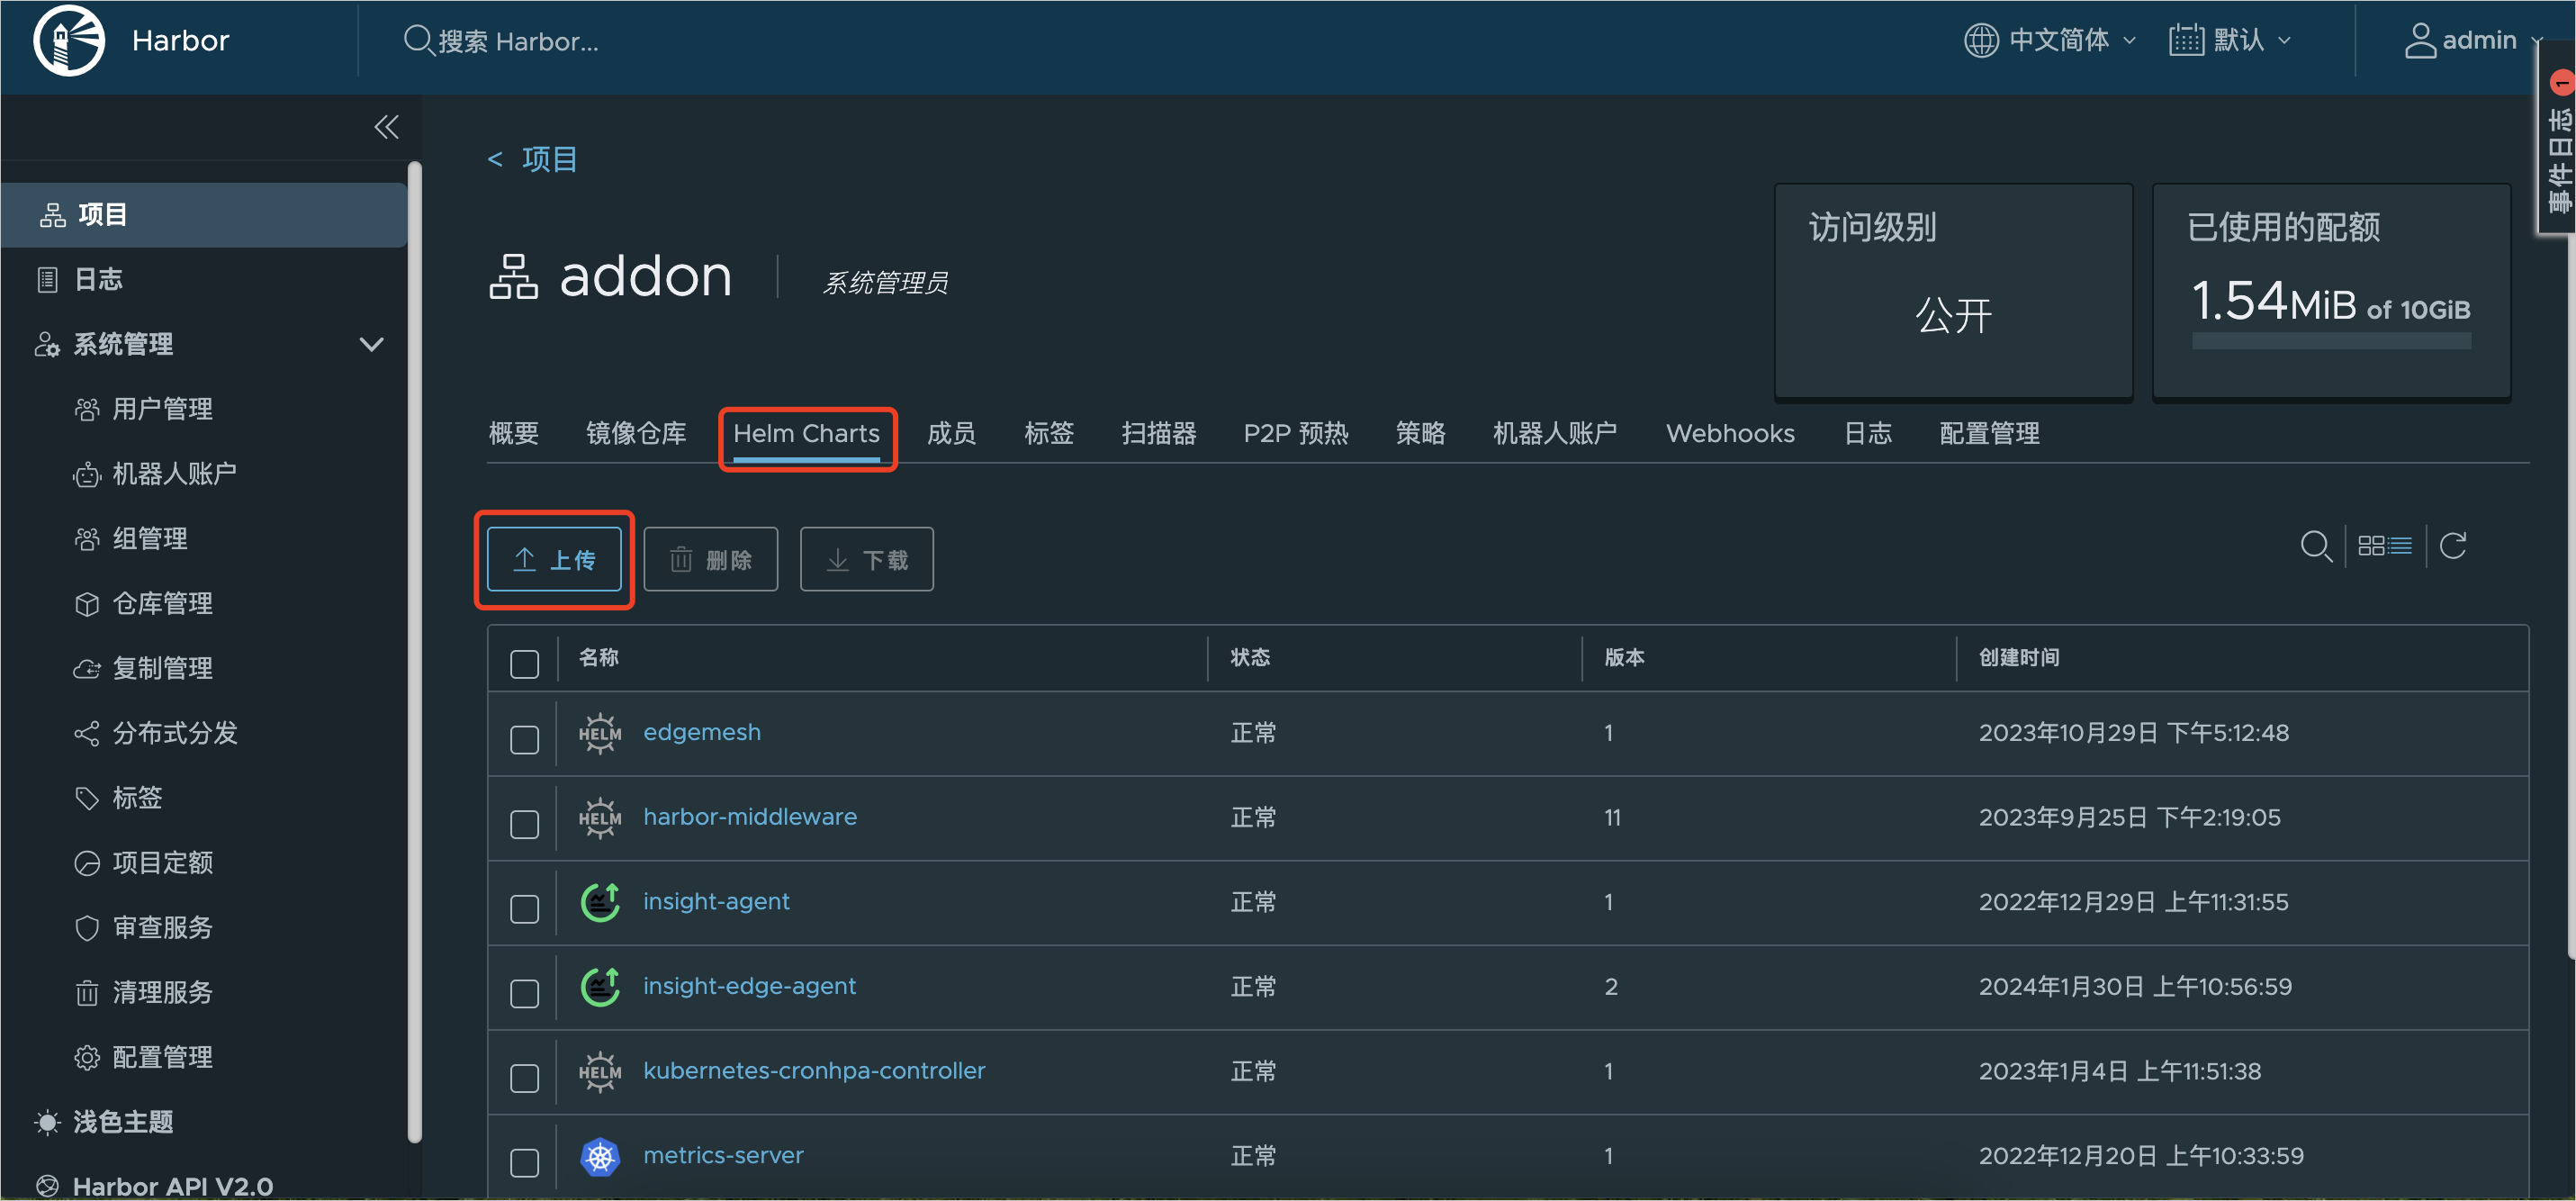 Harbor
搜索 Harbor...
中文简体
默认
admin
事件日志 1
项目
日志
系统管理
用户管理
机器人账户
组管理
仓库管理
复制管理
分布式分发
标签
项目定额
审查服务
清理服务
配置管理
浅色主题
Harbor API V2.0
< 项目
addon 系统管理员
访问级别
公开
已使用的配额
1.54MiB of 10GiB
概要 镜像仓库 Helm Charts 成员 标签 扫描器 P2P 预热 策略 机器人账户 Webhooks 日志 配置管理
上传 删除 下载
名称 状态 版本 创建时间
HELM edgemesh 正常 1 2023年10月29日 下午5:12:48
HELM harbor-middleware 正常 11 2023年9月25日 下午2:19:05
insight-agent 正常 1 2022年12月29日 上午11:31:55
insight-edge-agent 正常 2 2024年1月30日 上午10:56:59
HELM kubernetes-cronhpa-controller 正常 1 2023年1月4日 上午11:51:38
metrics-server 正常 1 2022年12月20日 上午10:33:59